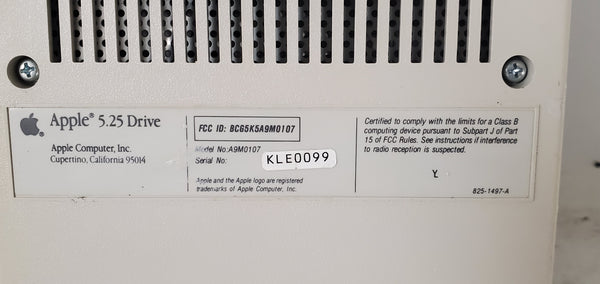 Apple® 5.25 Drive
Apple Computer, Inc.
Cupertino, California 95014
FCC ID: BCG5K5A9M0107
Model No: A9M0107
Serial No: KLE0099
Apple and the Apple logo are registered
trademarks of Apple Computer, Inc.
Certified to comply with the limits for a Class B
computing device pursuant to Subpart J of Part
15 of FCC Rules. See instructions if interference
to radio reception is suspected.
Y
825-1497-A